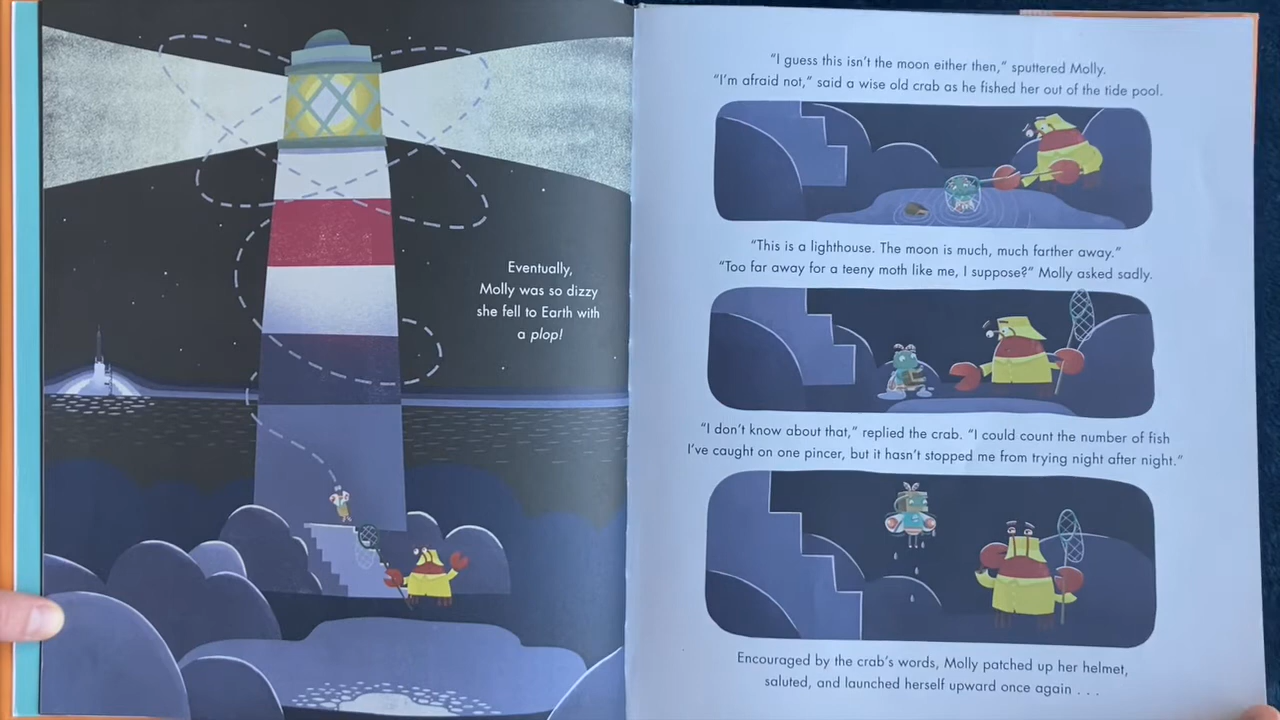 Eventually,
Molly was so dizzy
she fell to Earth with
a plop!
“I guess this isn’t the moon either then,” sputtered Molly.
“I’m afraid not,” said a wise old crab as he fished her out of the tide pool.
“This is a lighthouse. The moon is much, much farther away.”
“Too far away for a teeny moth like me, I suppose?” Molly asked sadly.
“I don’t know about that,” replied the crab. “I could count the number of fish
I’ve caught on one pincer, but it hasn’t stopped me from trying night after night.”
Encouraged by the crab’s words, Molly patched up her helmet,
saluted, and launched herself upward once again . . .